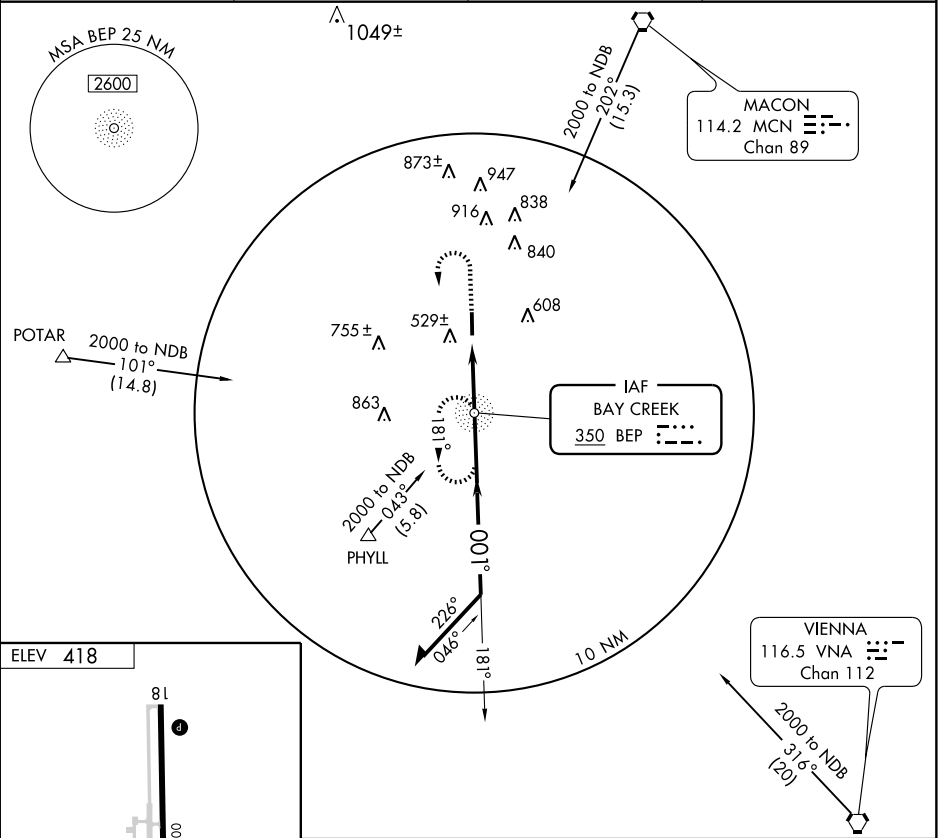 MSA BEP 25 NM
2600
1049±
2000 to NDB
202°
(15.3)
MACON
114.2 MCN
Chan 89
873±
947
916
838
840
608
529±
755±
863
POTAR
2000 to NDB
101°
(14.8)
IAF
BAY CREEK
350 BEP
181°
2000 to NDB
043°
(5.8)
PHYLL
001°
226°
046°
181°
10 NM
VIENNA
116.5 VNA
Chan 112
2000 to NDB
316°
(20)
ELEV 418
18
P
00